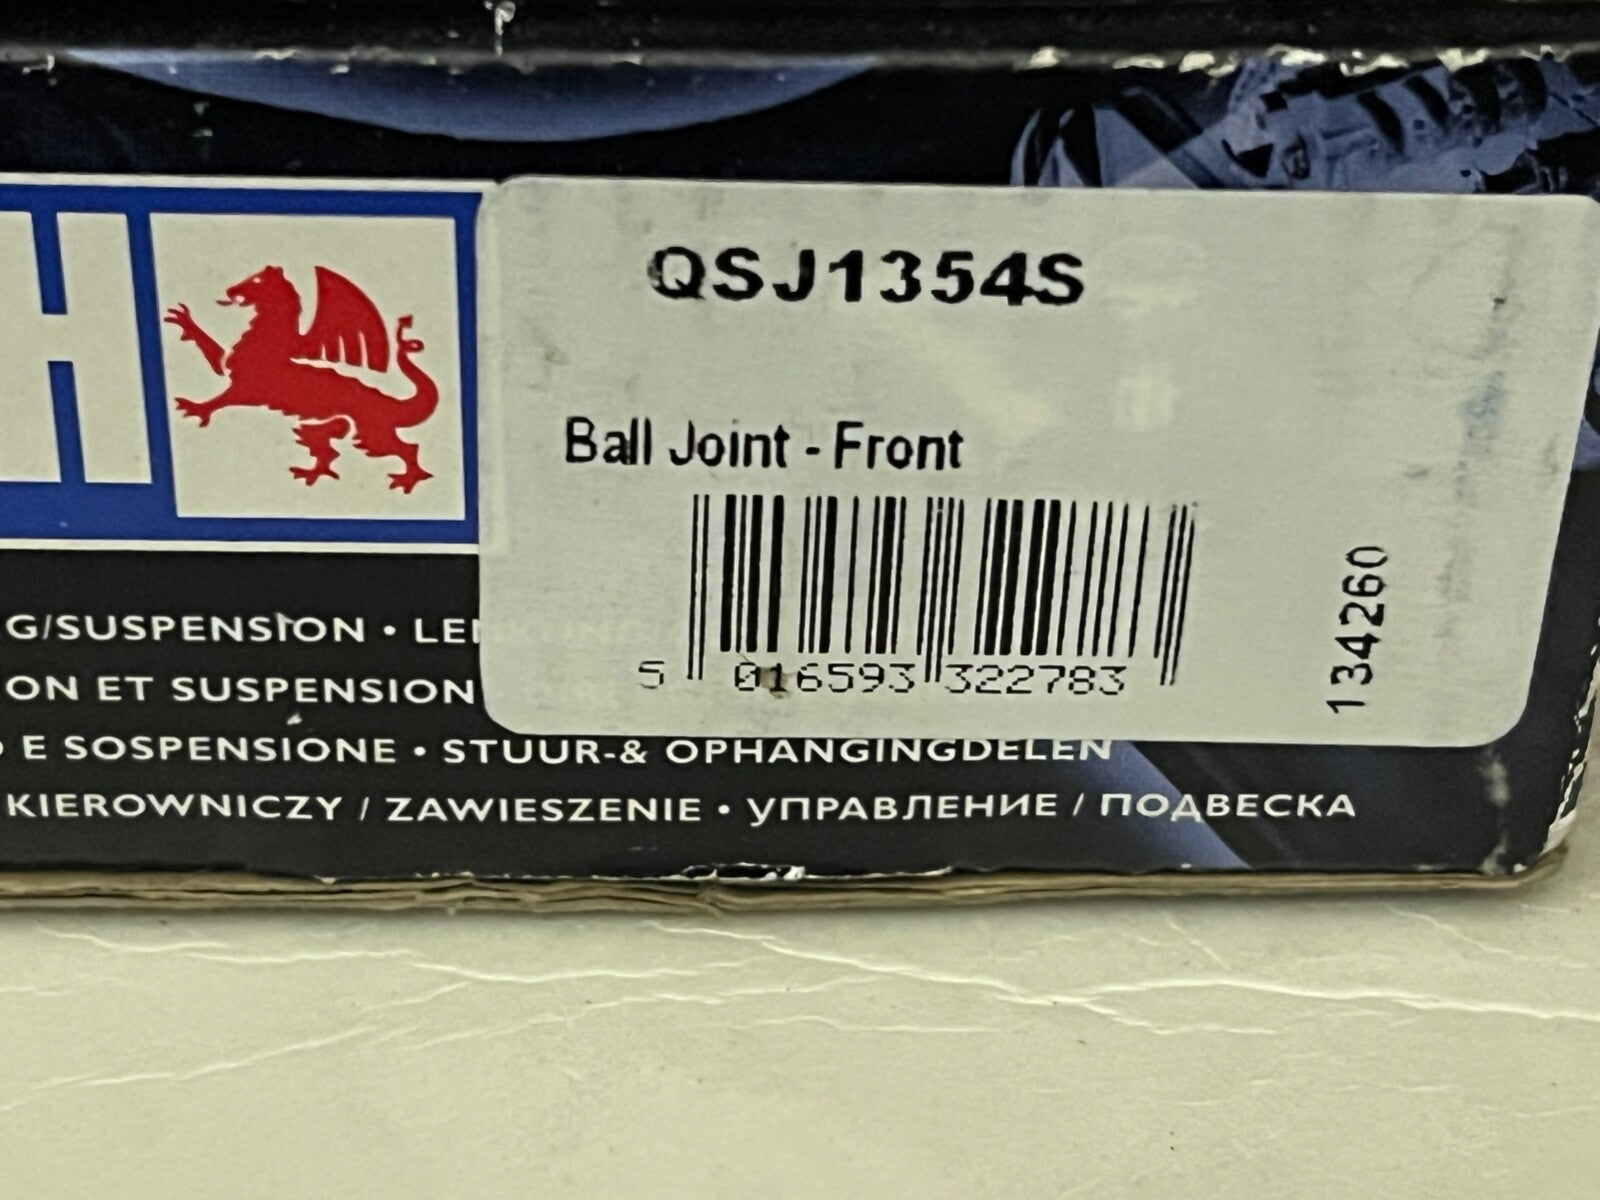 H
QSJ1354S
Ball Joint - Front
5 016593 322783
134260
G/SUSPENSION • LE
ON ET SUSPENSION
E SOSPENSIONE • STUUR-& OPHANGINGDELEN
KIEROWNICZY / ZAWIESZENIE • УПРАВЛЕНИЕ / ПОДВЕСКА